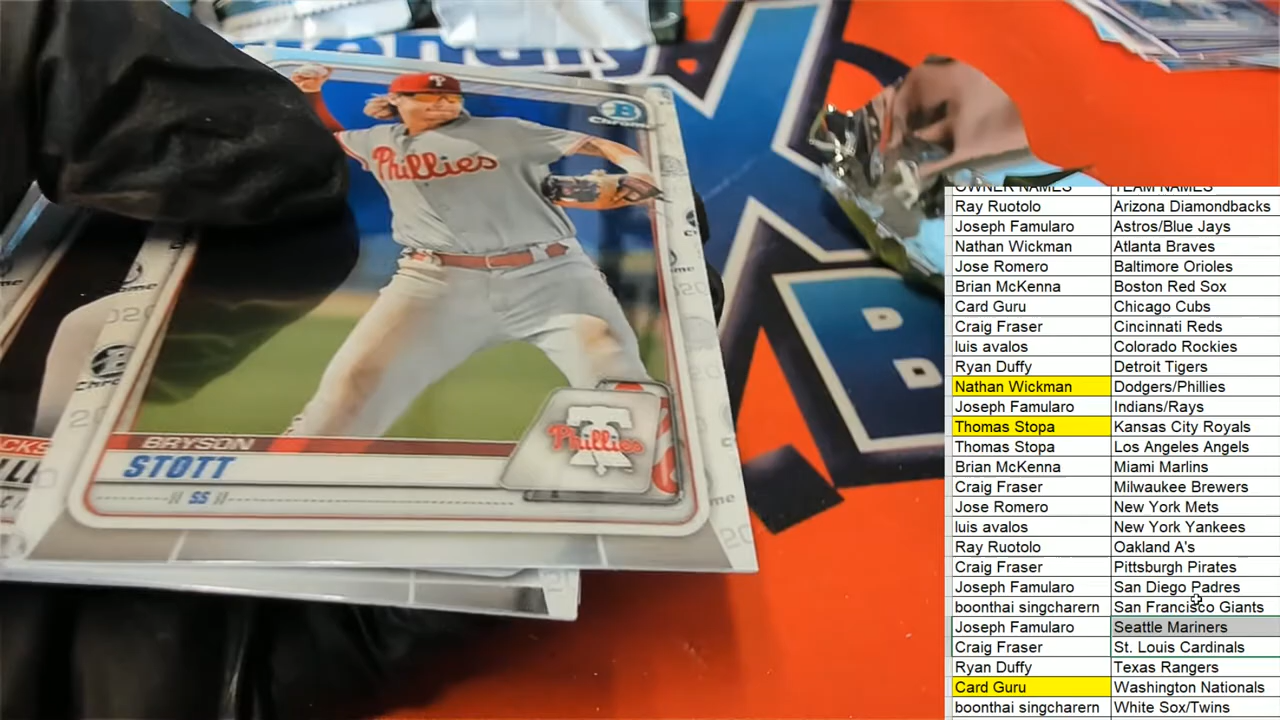 Chrome
Phillies
BRYSON
STOTT
SS
Phillies
OWNER NAMES TEAM NAMES
Ray Ruotolo Arizona Diamondbacks
Joseph Famularo Astros/Blue Jays
Nathan Wickman Atlanta Braves
Jose Romero Baltimore Orioles
Brian McKenna Boston Red Sox
Card Guru Chicago Cubs
Craig Fraser Cincinnati Reds
luis avalos Colorado Rockies
Ryan Duffy Detroit Tigers
Nathan Wickman Dodgers/Phillies
Joseph Famularo Indians/Rays
Thomas Stopa Kansas City Royals
Thomas Stopa Los Angeles Angels
Brian McKenna Miami Marlins
Craig Fraser Milwaukee Brewers
Jose Romero New York Mets
luis avalos New York Yankees
Ray Ruotolo Oakland A's
Craig Fraser Pittsburgh Pirates
Joseph Famularo San Diego Padres
boonthai singcharern San Francisco Giants
Joseph Famularo Seattle Mariners
Craig Fraser St. Louis Cardinals
Ryan Duffy Texas Rangers
Card Guru Washington Nationals
boonthai singcharern White Sox/Twins